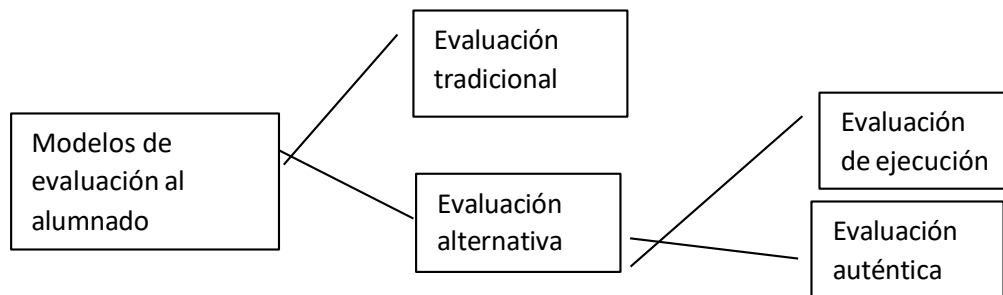 Modelos de
evaluación al
alumnado
Evaluación
tradicional
Evaluación
alternativa
Evaluación
de ejecución
Evaluación
auténtica